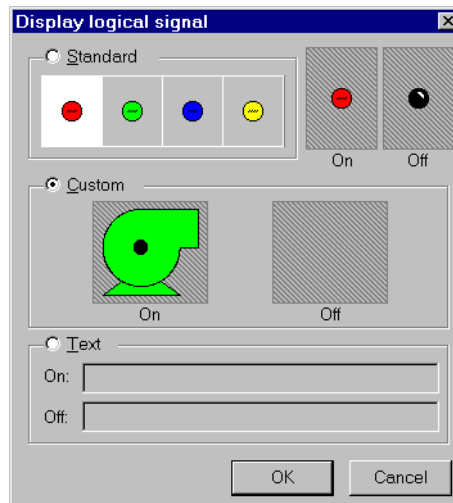 Display logical signal
Standard
On Off
Custom
On Off
Text
On:
Off:
OK Cancel